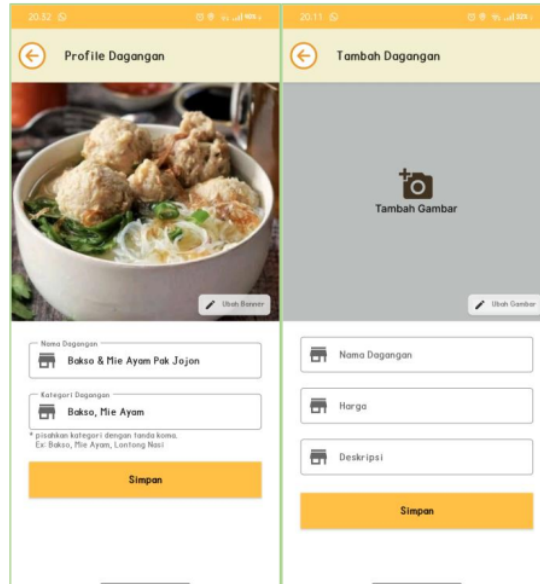 20.32
Profile Dagangan
Ubah Banner
Nama Dagangan
Bakso & Mie Ayam Pak Jojon
Kategori Dagangan
Bakso, Mie Ayam
* pisahkan kategori dengan tanda koma.
Ex: Bakso, Mie Ayam, Lontong Nasi
Simpan
20.11
Tambah Dagangan
Tambah Gambar
Ubah Gambar
Nama Dagangan
Harga
Deskripsi
Simpan